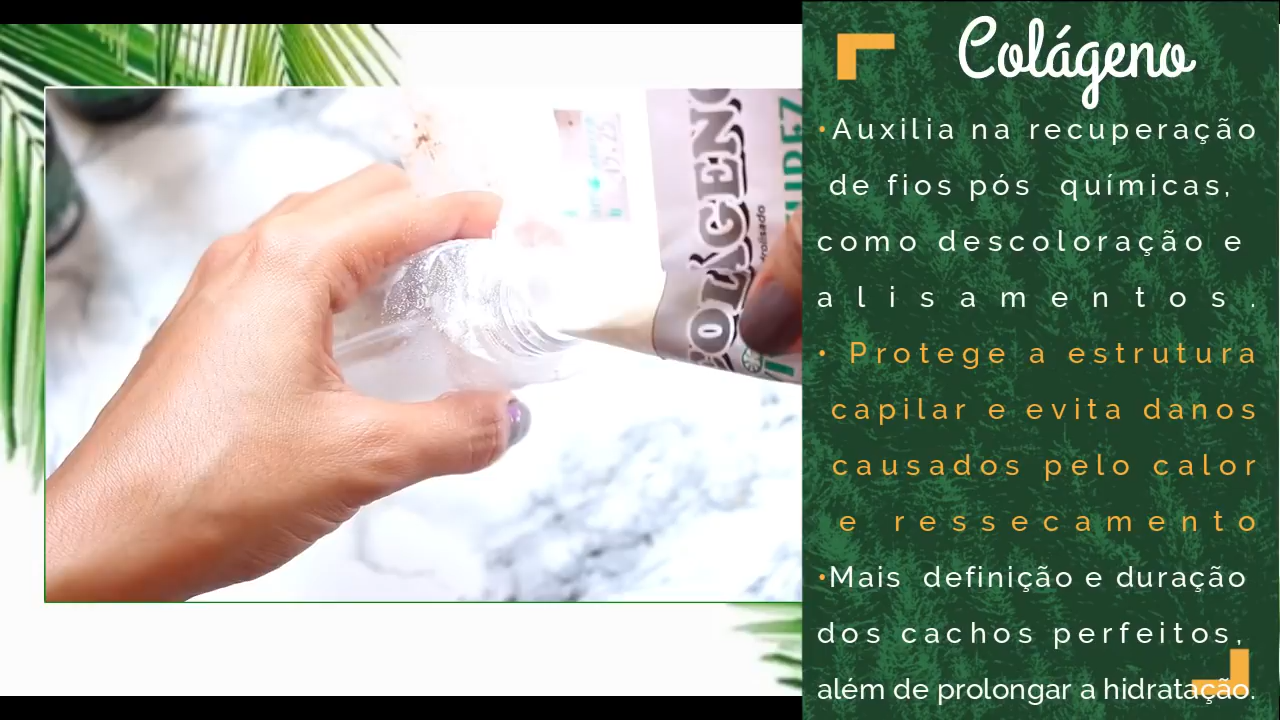 Colágeno
•Auxilia na recuperação
de fios pós químicas,
como descoloração e
alisamentos.
• Protege a estrutura
capilar e evita danos
causados pelo calor
e ressecamento
•Mais definição e duração
dos cachos perfeitos,
além de prolongar a hidratação.
COLÁGENO